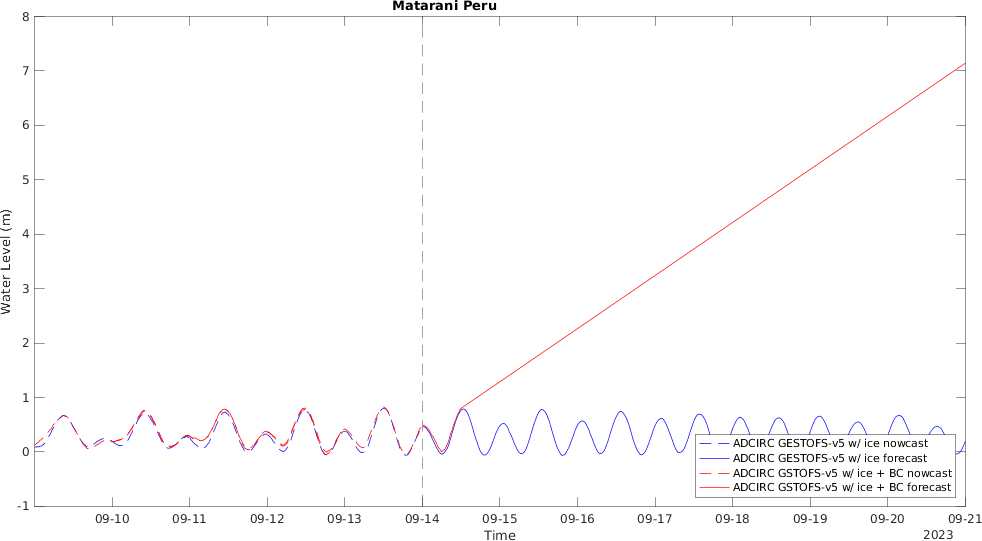 Matarani Peru
8
7
6
5
4
3
2
1
0
-1
Water Level (m)
ADCIRC GESTOFS-v5 w/ ice nowcast
ADCIRC GESTOFS-v5 w/ ice forecast
ADCIRC GSTOFS-v5 w/ ice + BC nowcast
ADCIRC GSTOFS-v5 w/ ice + BC forecast
09-10 09-11 09-12 09-13 09-14 09-15 09-16 09-17 09-18 09-19 09-20 09-21
Time
2023